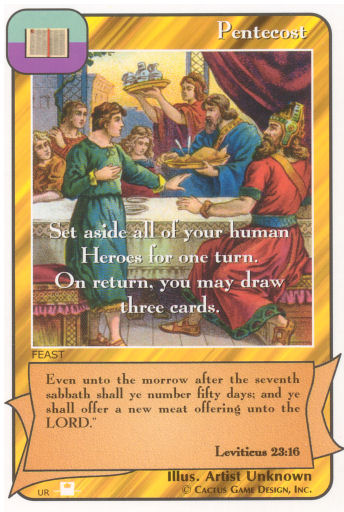 Pentecost
Set aside all of your human
Heroes for one turn.
On return, you may draw
three cards.
FEAST
Even unto the morrow after the seventh
sabbath shall ye number fifty days; and ye
shall offer a new meat offering unto the
LORD."
Leviticus 23:16
Illus. Artist Unknown
UR
© CACTUS GAME DESIGN, INC.